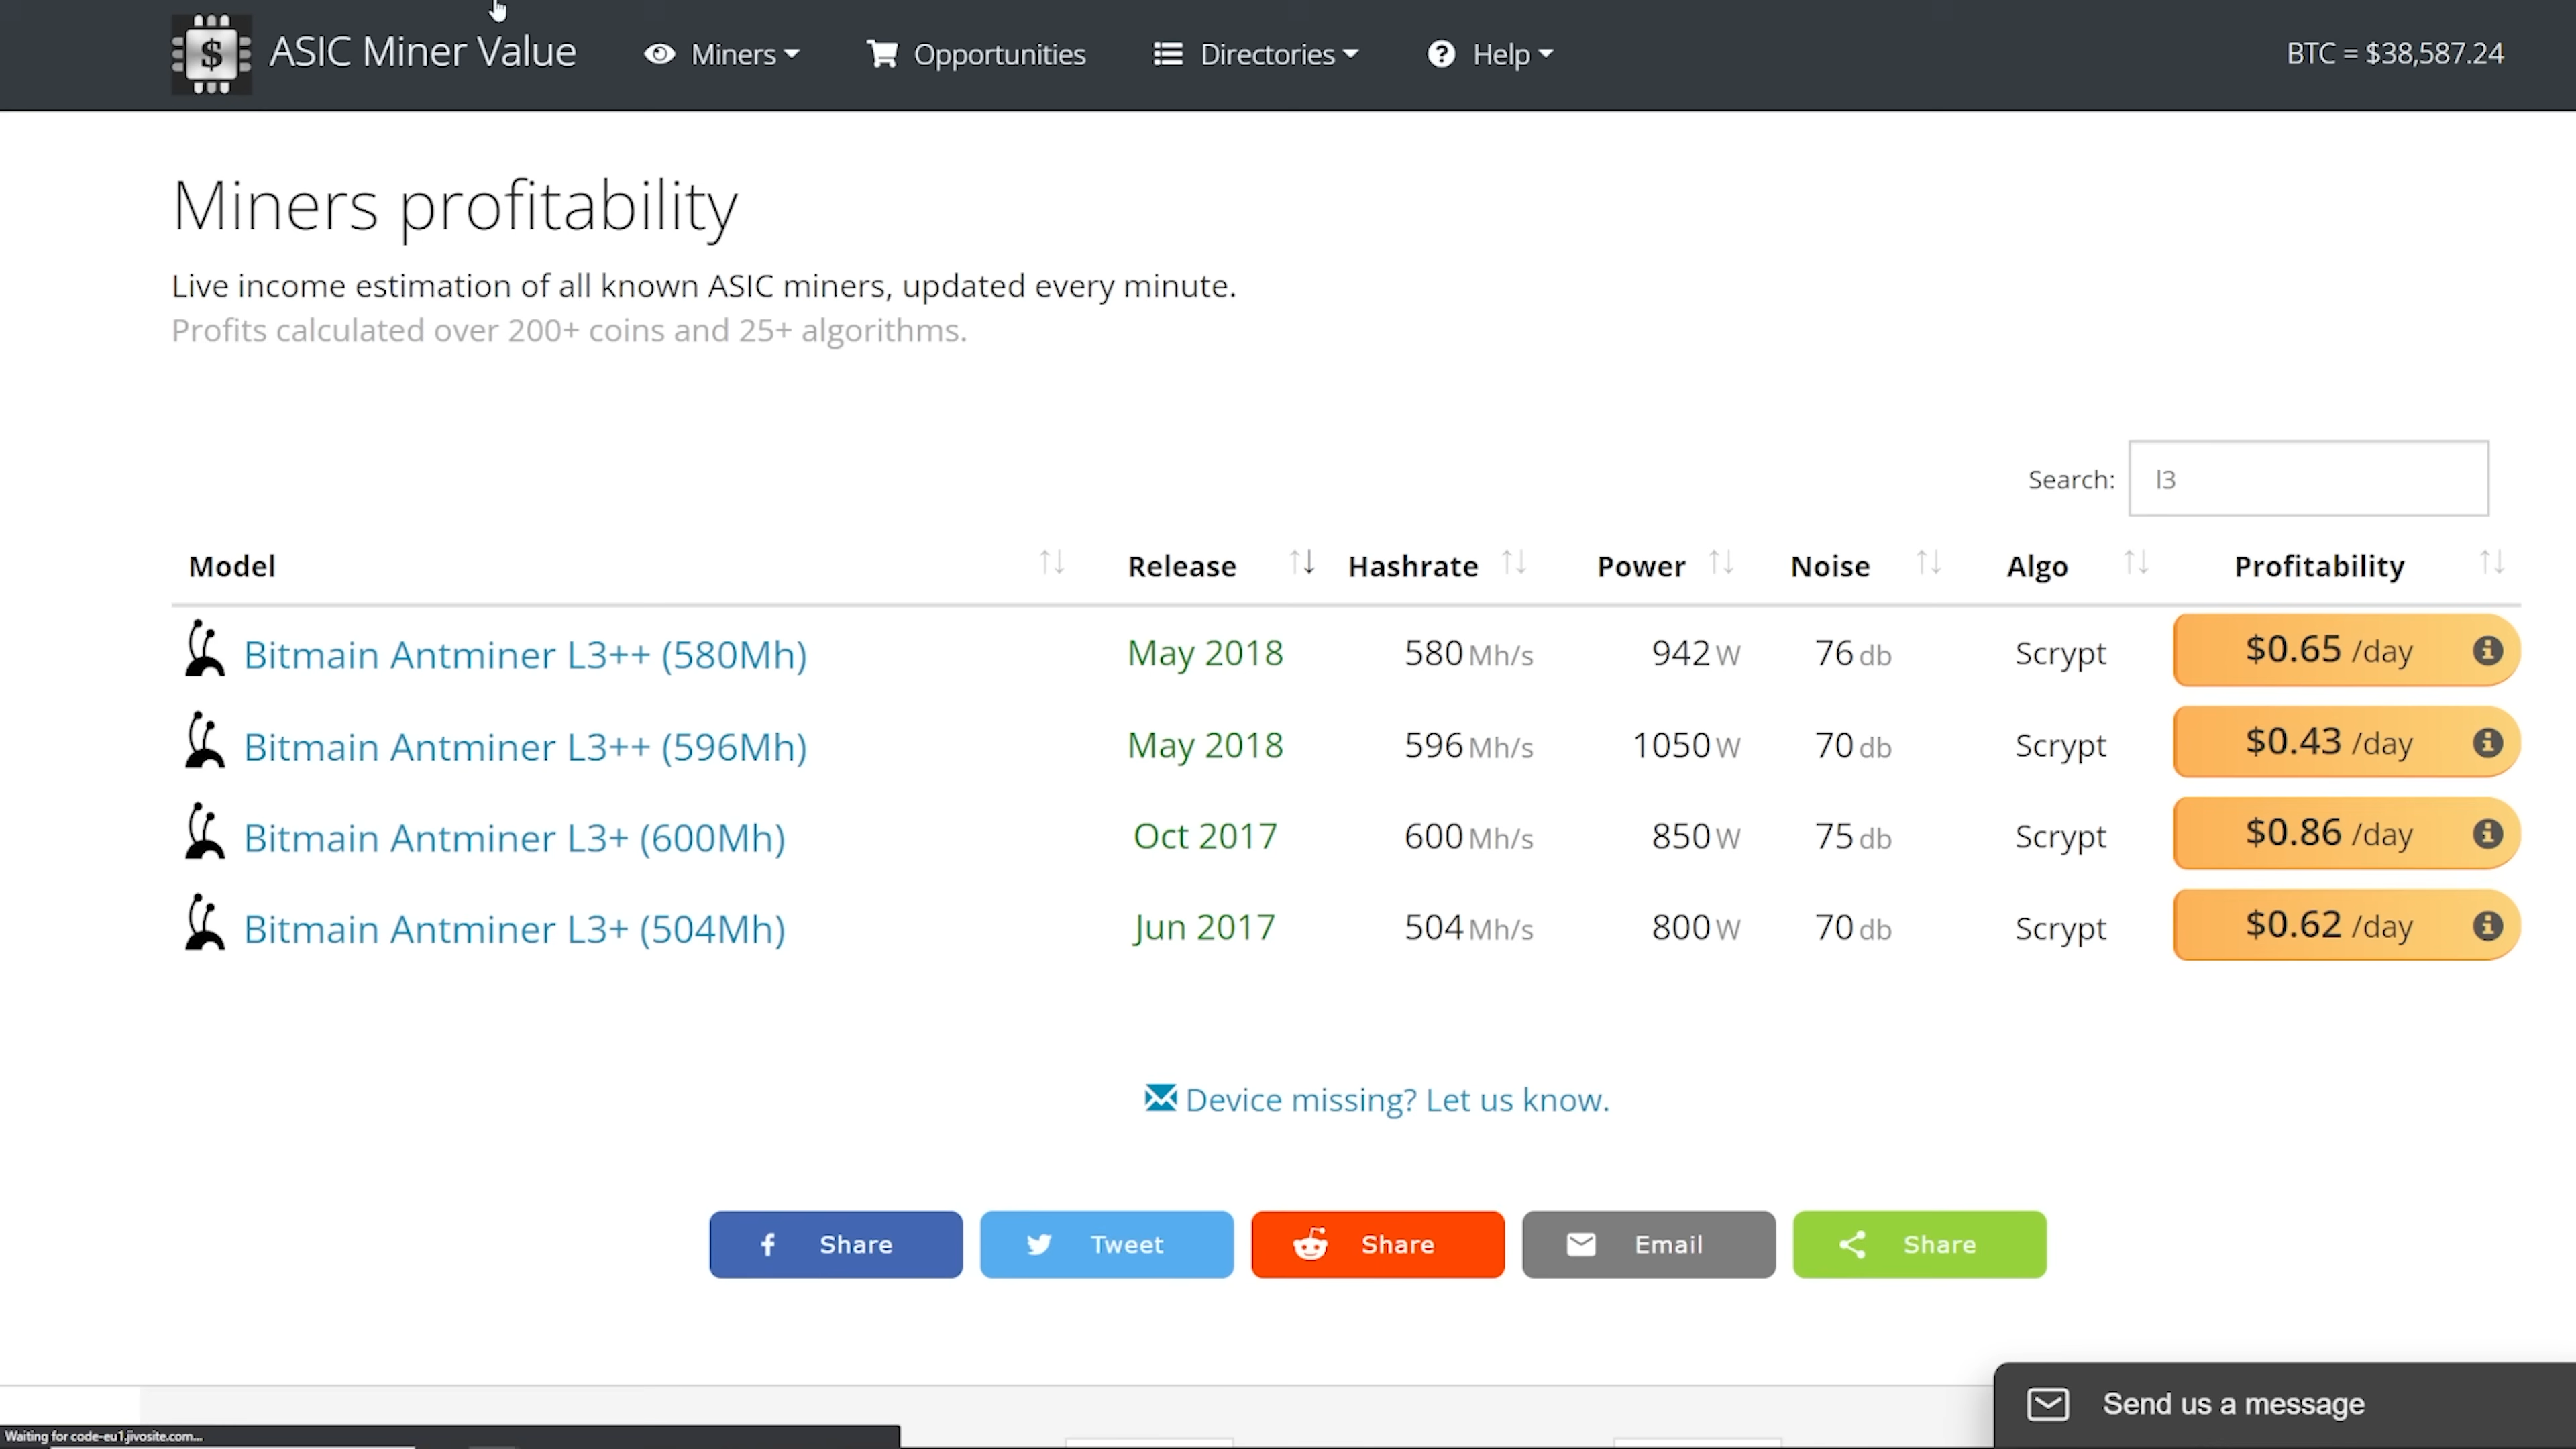 ASIC Miner Value Miners Opportunities Directories Help BTC = $38,587.24
Miners profitability
Live income estimation of all known ASIC miners, updated every minute.
Profits calculated over 200+ coins and 25+ algorithms.
Search: l3
Model Release Hashrate Power Noise Algo Profitability
Bitmain Antminer L3++ (580Mh) May 2018 580 Mh/s 942 W 76 db Scrypt $0.65 /day
Bitmain Antminer L3++ (596Mh) May 2018 596 Mh/s 1050 W 70 db Scrypt $0.43 /day
Bitmain Antminer L3+ (600Mh) Oct 2017 600 Mh/s 850 W 75 db Scrypt $0.86 /day
Bitmain Antminer L3+ (504Mh) Jun 2017 504 Mh/s 800 W 70 db Scrypt $0.62 /day
Device missing? Let us know.
Share Tweet Share Email Share
Send us a message
Waiting for code-eu1.jivosite.com...